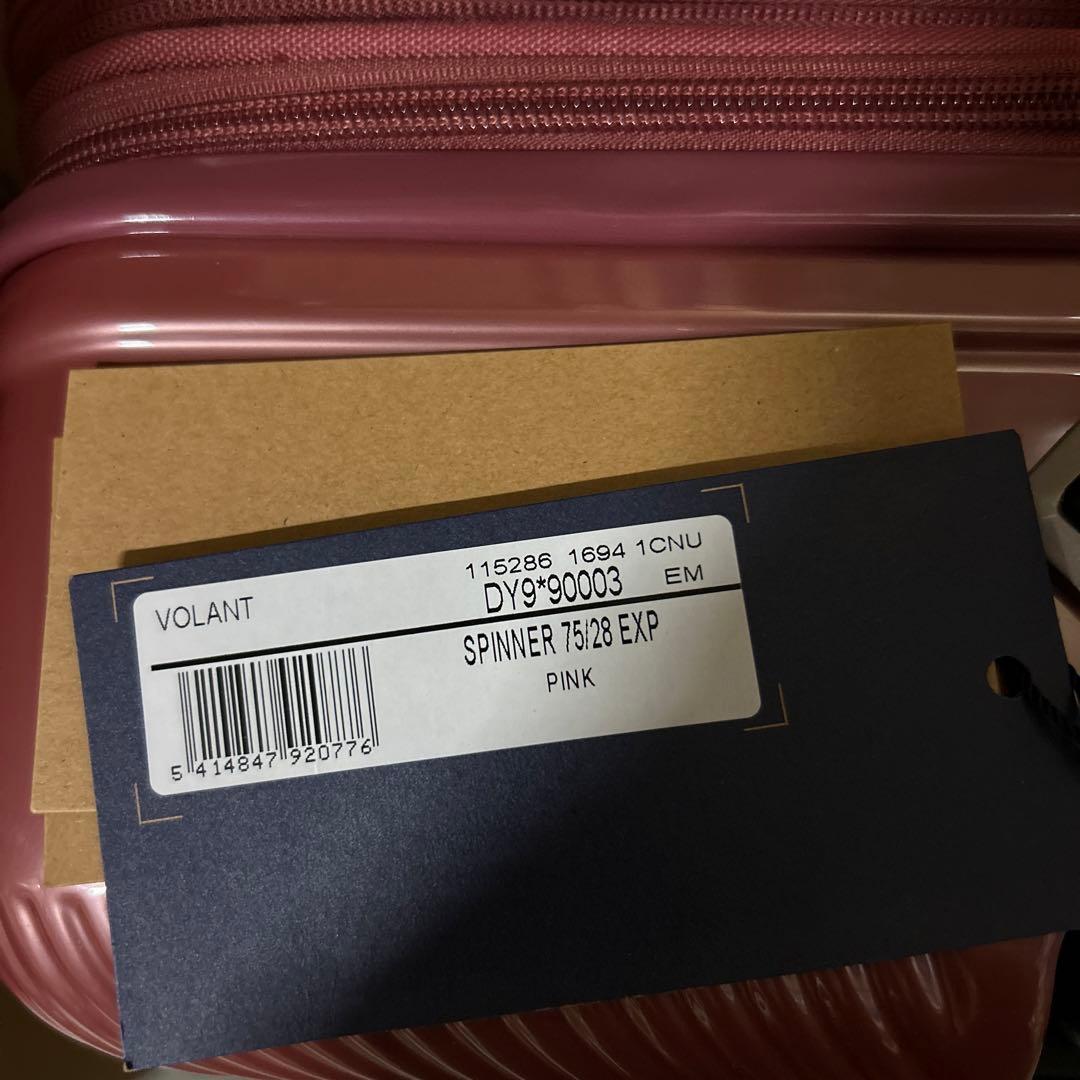 VOLANT
115286 1694 1CNU
DY9*90003 EM
SPINNER 75/28 EXP
PINK
5 414847 920776